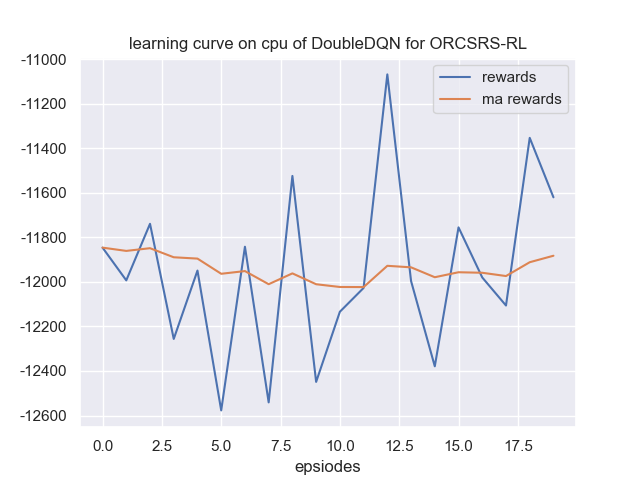 learning curve on cpu of DoubleDQN for ORCSRS-RL
-11000
-11200
-11400
-11600
-11800
-12000
-12200
-12400
-12600
rewards
ma rewards
0.0 2.5 5.0 7.5 10.0 12.5 15.0 17.5
epsiodes